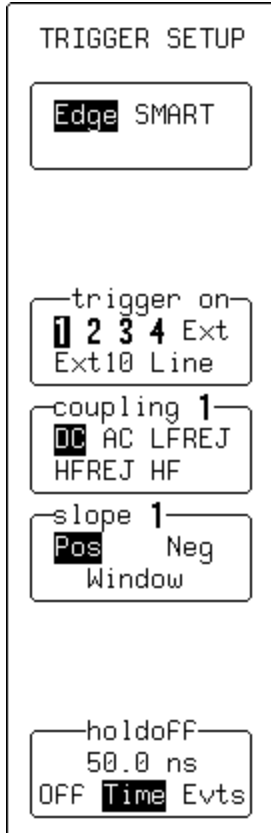 TRIGGER SETUP
Edge SMART
trigger on
1 2 3 4 Ext
Ext10 Line
coupling 1
DC AC LFREJ
HFREJ HF
slope 1
Pos Neg
Window
holdoff
50.0 ns
OFF Time Evts